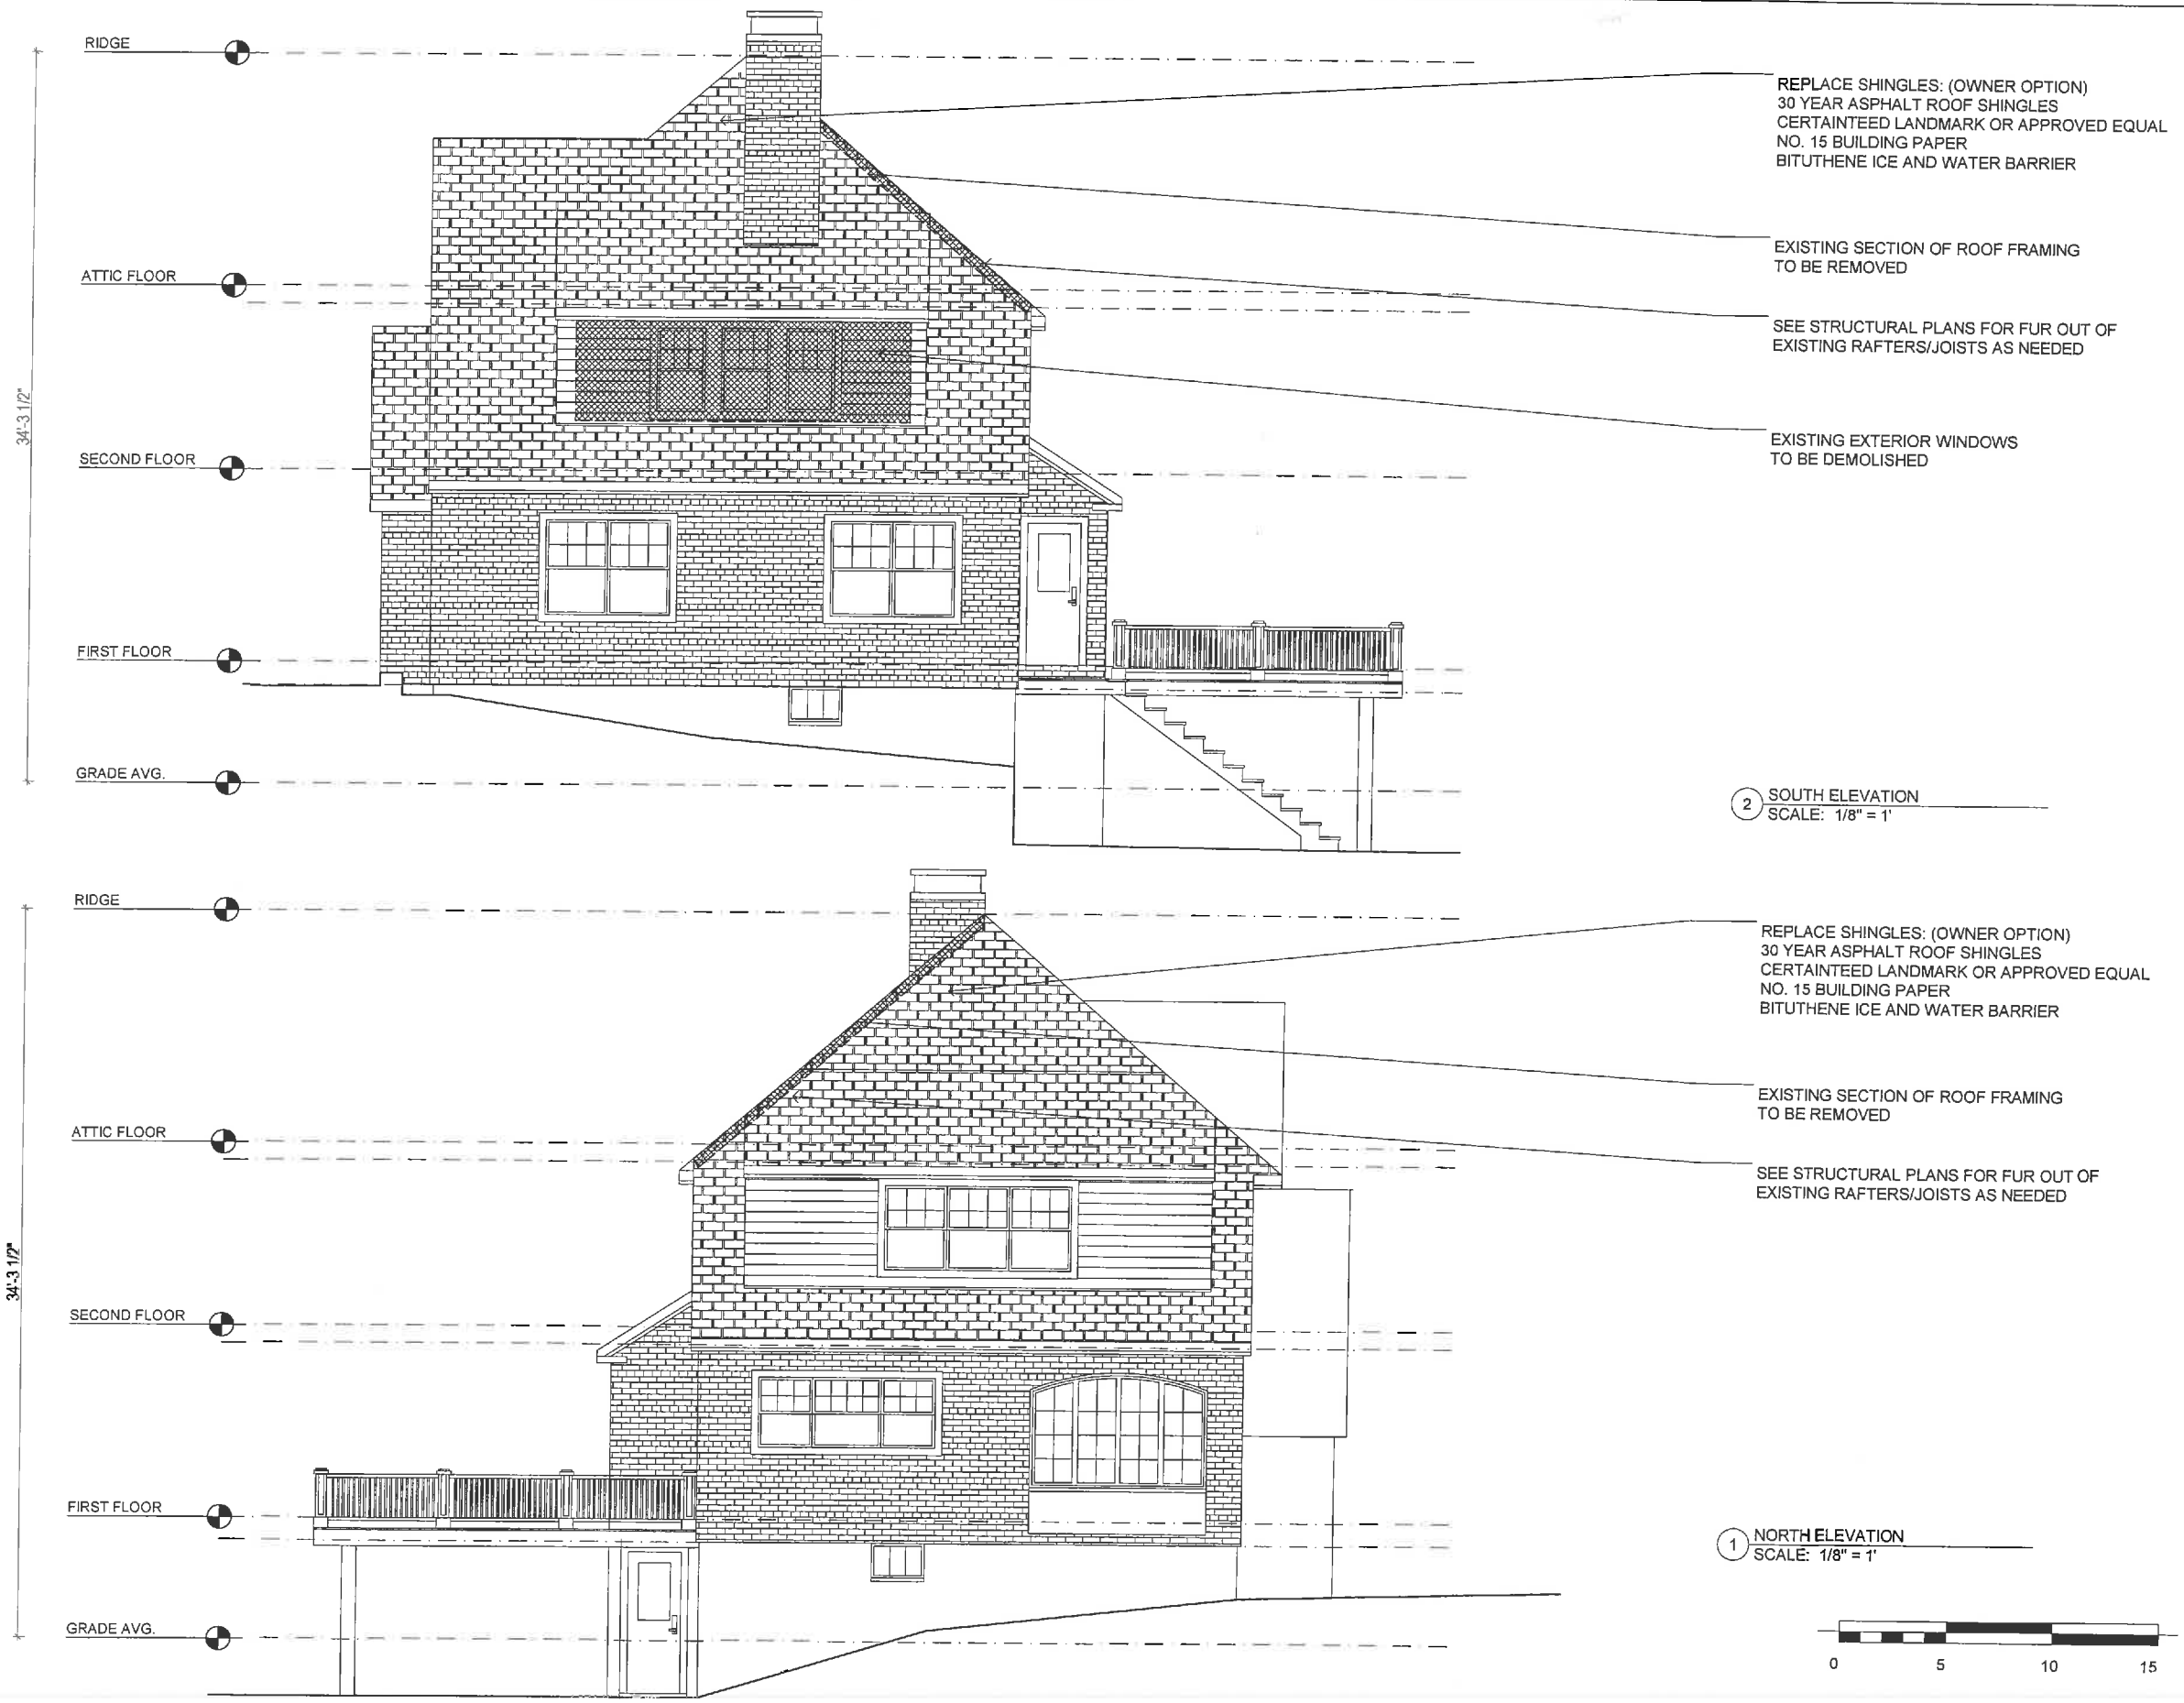 RIDGE
REPLACE SHINGLES: (OWNER OPTION)
30 YEAR ASPHALT ROOF SHINGLES
CERTAINTEED LANDMARK OR APPROVED EQUAL
NO. 15 BUILDING PAPER
BITUTHENE ICE AND WATER BARRIER
EXISTING SECTION OF ROOF FRAMING
TO BE REMOVED
ATTIC FLOOR
SEE STRUCTURAL PLANS FOR FUR OUT OF
EXISTING RAFTERS/JOISTS AS NEEDED
34'-3 1/2"
EXISTING EXTERIOR WINDOWS
TO BE DEMOLISHED
SECOND FLOOR
FIRST FLOOR
GRADE AVG.
2 SOUTH ELEVATION
SCALE: 1/8" = 1'
RIDGE
REPLACE SHINGLES: (OWNER OPTION)
30 YEAR ASPHALT ROOF SHINGLES
CERTAINTEED LANDMARK OR APPROVED EQUAL
NO. 15 BUILDING PAPER
BITUTHENE ICE AND WATER BARRIER
EXISTING SECTION OF ROOF FRAMING
TO BE REMOVED
ATTIC FLOOR
SEE STRUCTURAL PLANS FOR FUR OUT OF
EXISTING RAFTERS/JOISTS AS NEEDED
34'-3 1/2"
SECOND FLOOR
FIRST FLOOR
1 NORTH ELEVATION
SCALE: 1/8" = 1'
GRADE AVG.
0 5 10 15